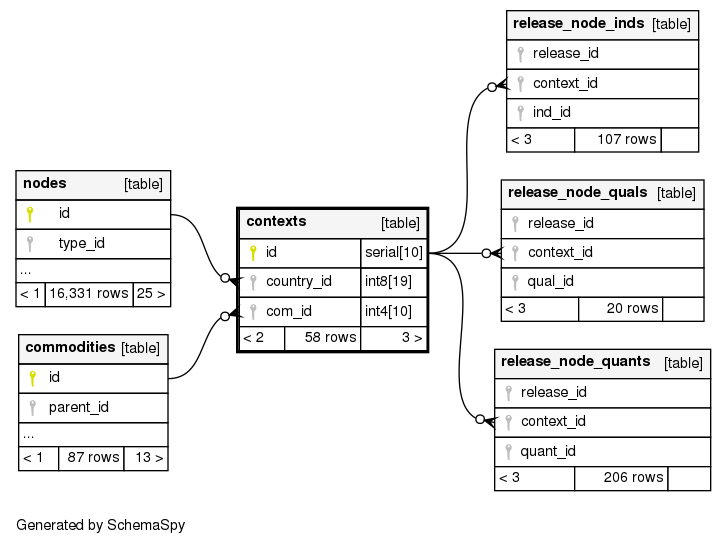 release_node_inds [table]
release_id
context_id
ind_id
< 3 107 rows
nodes [table]
id
type_id
...
< 1 16,331 rows 25 >
contexts [table]
id serial[10]
country_id int8[19]
com_id int4[10]
< 2 58 rows 3 >
release_node_quals [table]
release_id
context_id
qual_id
< 3 20 rows
commodities [table]
id
parent_id
...
< 1 87 rows 13 >
release_node_quants [table]
release_id
context_id
quant_id
< 3 206 rows
Generated by SchemaSpy